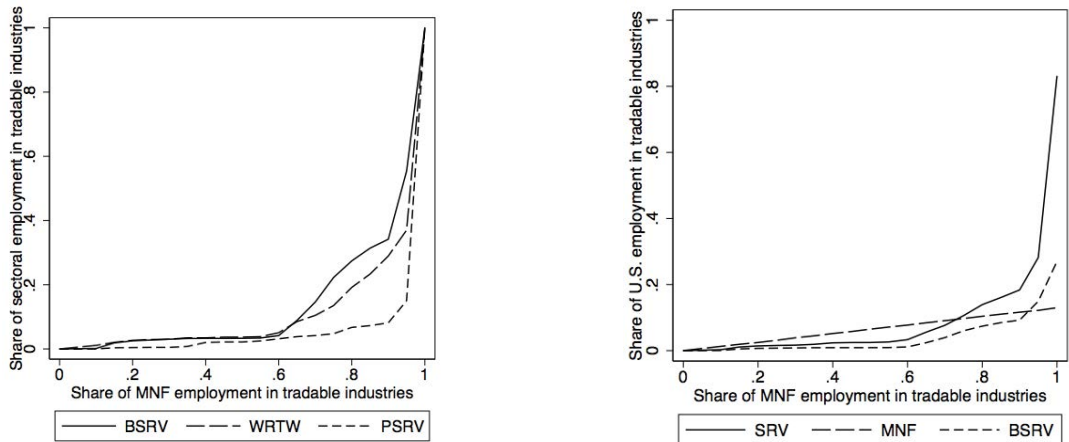 Share of sectoral employment in tradable industries
1
.8
.6
.4
.2
0
0 .2 .4 .6 .8 1
Share of MNF employment in tradable industries
BSRV WRTW PSRV
Share of U.S. employment in tradable industries
1
.8
.6
.4
.2
0
0 .2 .4 .6 .8 1
Share of MNF employment in tradable industries
SRV MNF BSRV